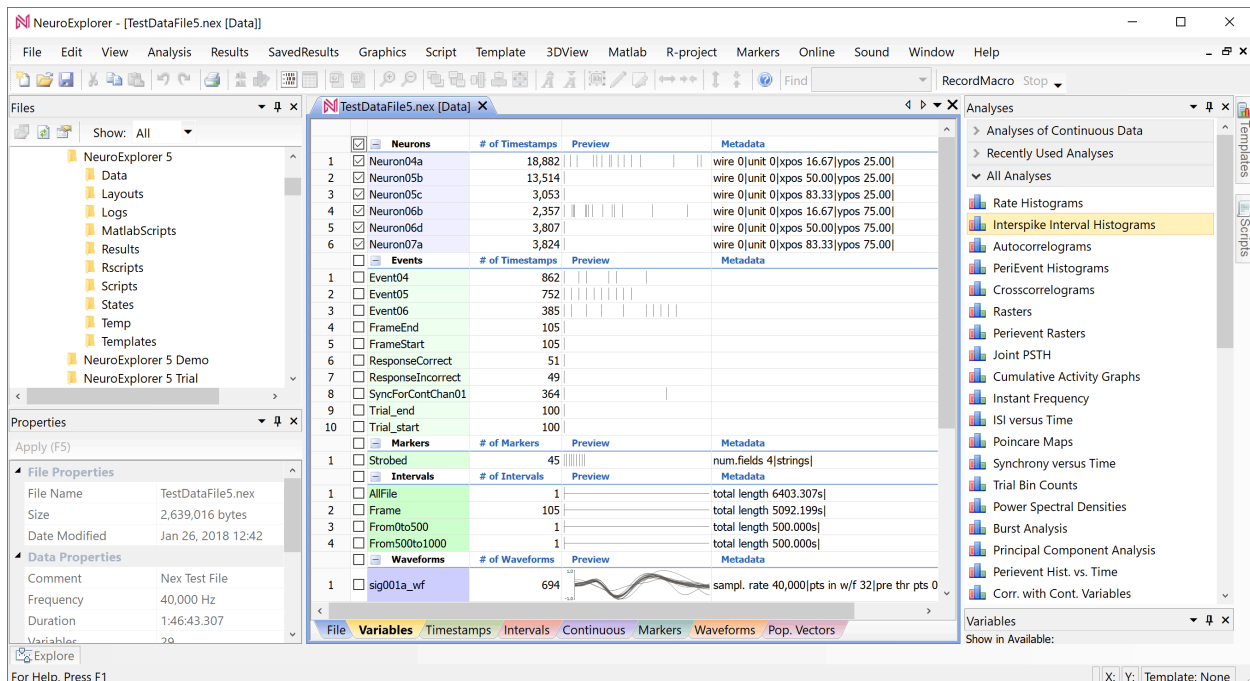 NeuroExplorer - [TestDataFile5.nex [Data]]
File Edit View Analysis Results SavedResults Graphics Script Template 3DView Matlab R-project Markers Online Sound Window Help
Find RecordMacro Stop
Files
Show: All
NeuroExplorer 5
Data
Layouts
Logs
MatlabScripts
Results
Rscripts
Scripts
States
Temp
Templates
NeuroExplorer 5 Demo
NeuroExplorer 5 Trial
Properties
Apply (F5)
File Properties
File Name TestDataFile5.nex
Size 2,639,016 bytes
Date Modified Jan 26, 2018 12:42
Data Properties
Comment Nex Test File
Frequency 40,000 Hz
Duration 1:46:43.307
Variables 29
Explore
TestDataFile5.nex [Data]
Neurons # of Timestamps Preview Metadata
1 Neuron04a 18,882 wire 0|unit 0|xpos 16.67|ypos 25.00|
2 Neuron05b 13,514 wire 0|unit 0|xpos 50.00|ypos 25.00|
3 Neuron05c 3,053 wire 0|unit 0|xpos 83.33|ypos 25.00|
4 Neuron06b 2,357 wire 0|unit 0|xpos 16.67|ypos 75.00|
5 Neuron06d 3,807 wire 0|unit 0|xpos 50.00|ypos 75.00|
6 Neuron07a 3,824 wire 0|unit 0|xpos 83.33|ypos 75.00|
Events # of Timestamps Preview Metadata
1 Event04 862
2 Event05 752
3 Event06 385
4 FrameEnd 105
5 FrameStart 105
6 ResponseCorrect 51
7 ResponseIncorrect 49
8 SyncForContChan01 364
9 Trial_end 100
10 Trial_start 100
Markers # of Markers Preview Metadata
1 Strobed 45 num.fields 4|strings|
Intervals # of Intervals Preview Metadata
1 AllFile 1 total length 6403.307s|
2 Frame 105 total length 5092.199s|
3 From0to500 1 total length 500.000s|
4 From500to1000 1 total length 500.000s|
Waveforms # of Waveforms Preview Metadata
1 sig001a_wf 694 1.0 -1.0 sampl. rate 40,000|pts in w/f 32|pre thr pts 0
File Variables Timestamps Intervals Continuous Markers Waveforms Pop. Vectors
Analyses
Analyses of Continuous Data
Recently Used Analyses
All Analyses
Rate Histograms
Interspike Interval Histograms
Autocorrelograms
PeriEvent Histograms
Crosscorrelograms
Rasters
Perievent Rasters
Joint PSTH
Cumulative Activity Graphs
Instant Frequency
ISI versus Time
Poincare Maps
Synchrony versus Time
Trial Bin Counts
Power Spectral Densities
Burst Analysis
Principal Component Analysis
Perievent Hist. vs. Time
Corr. with Cont. Variables
Variables
Show in Available:
Templates
Scripts
For Help, Press F1
X: Y: Template: None